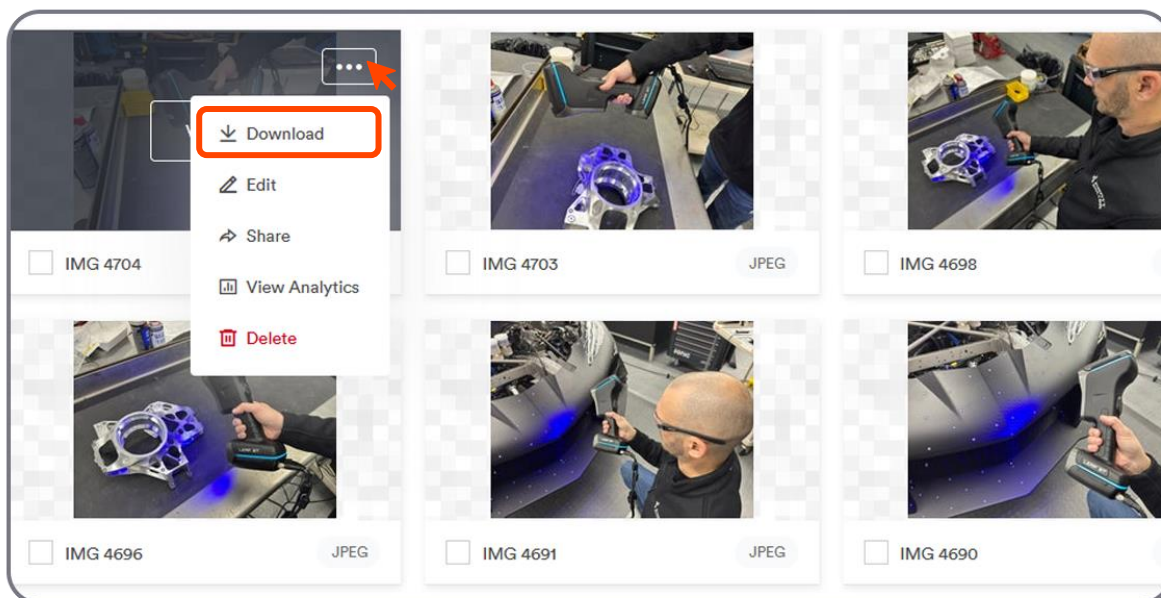 Download
Edit
Share
View Analytics
Delete
IMG 4704
IMG 4703
JPEG
IMG 4698
IMG 4696
JPEG
IMG 4691
JPEG
IMG 4690